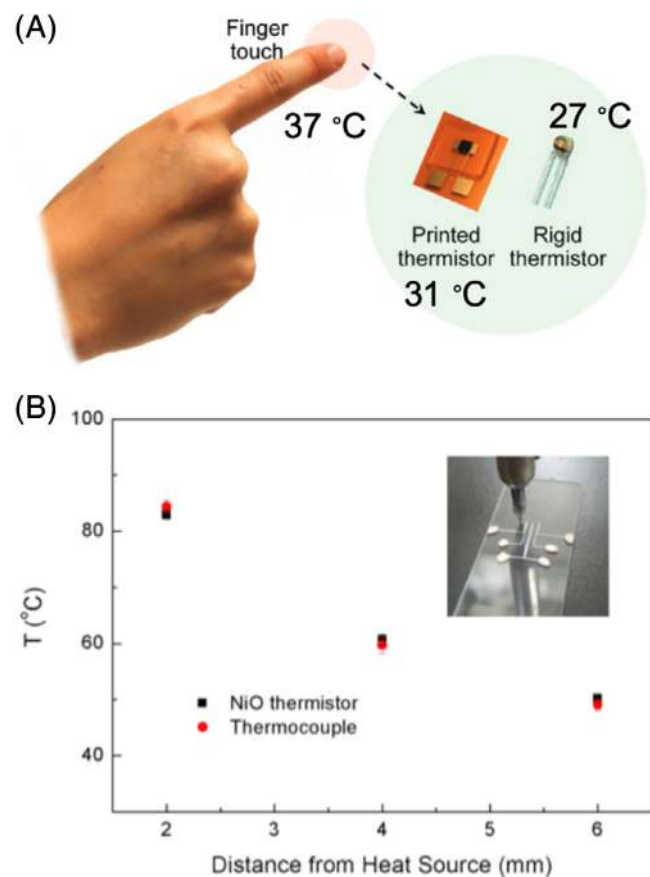 (A)
Finger
touch
37 °C
27 °C
Printed
thermistor
Rigid
thermistor
31 °C
(B)
100
80
60
40
T (°C)
NiO thermistor
Thermocouple
2
3
4
5
6
Distance from Heat Source (mm)